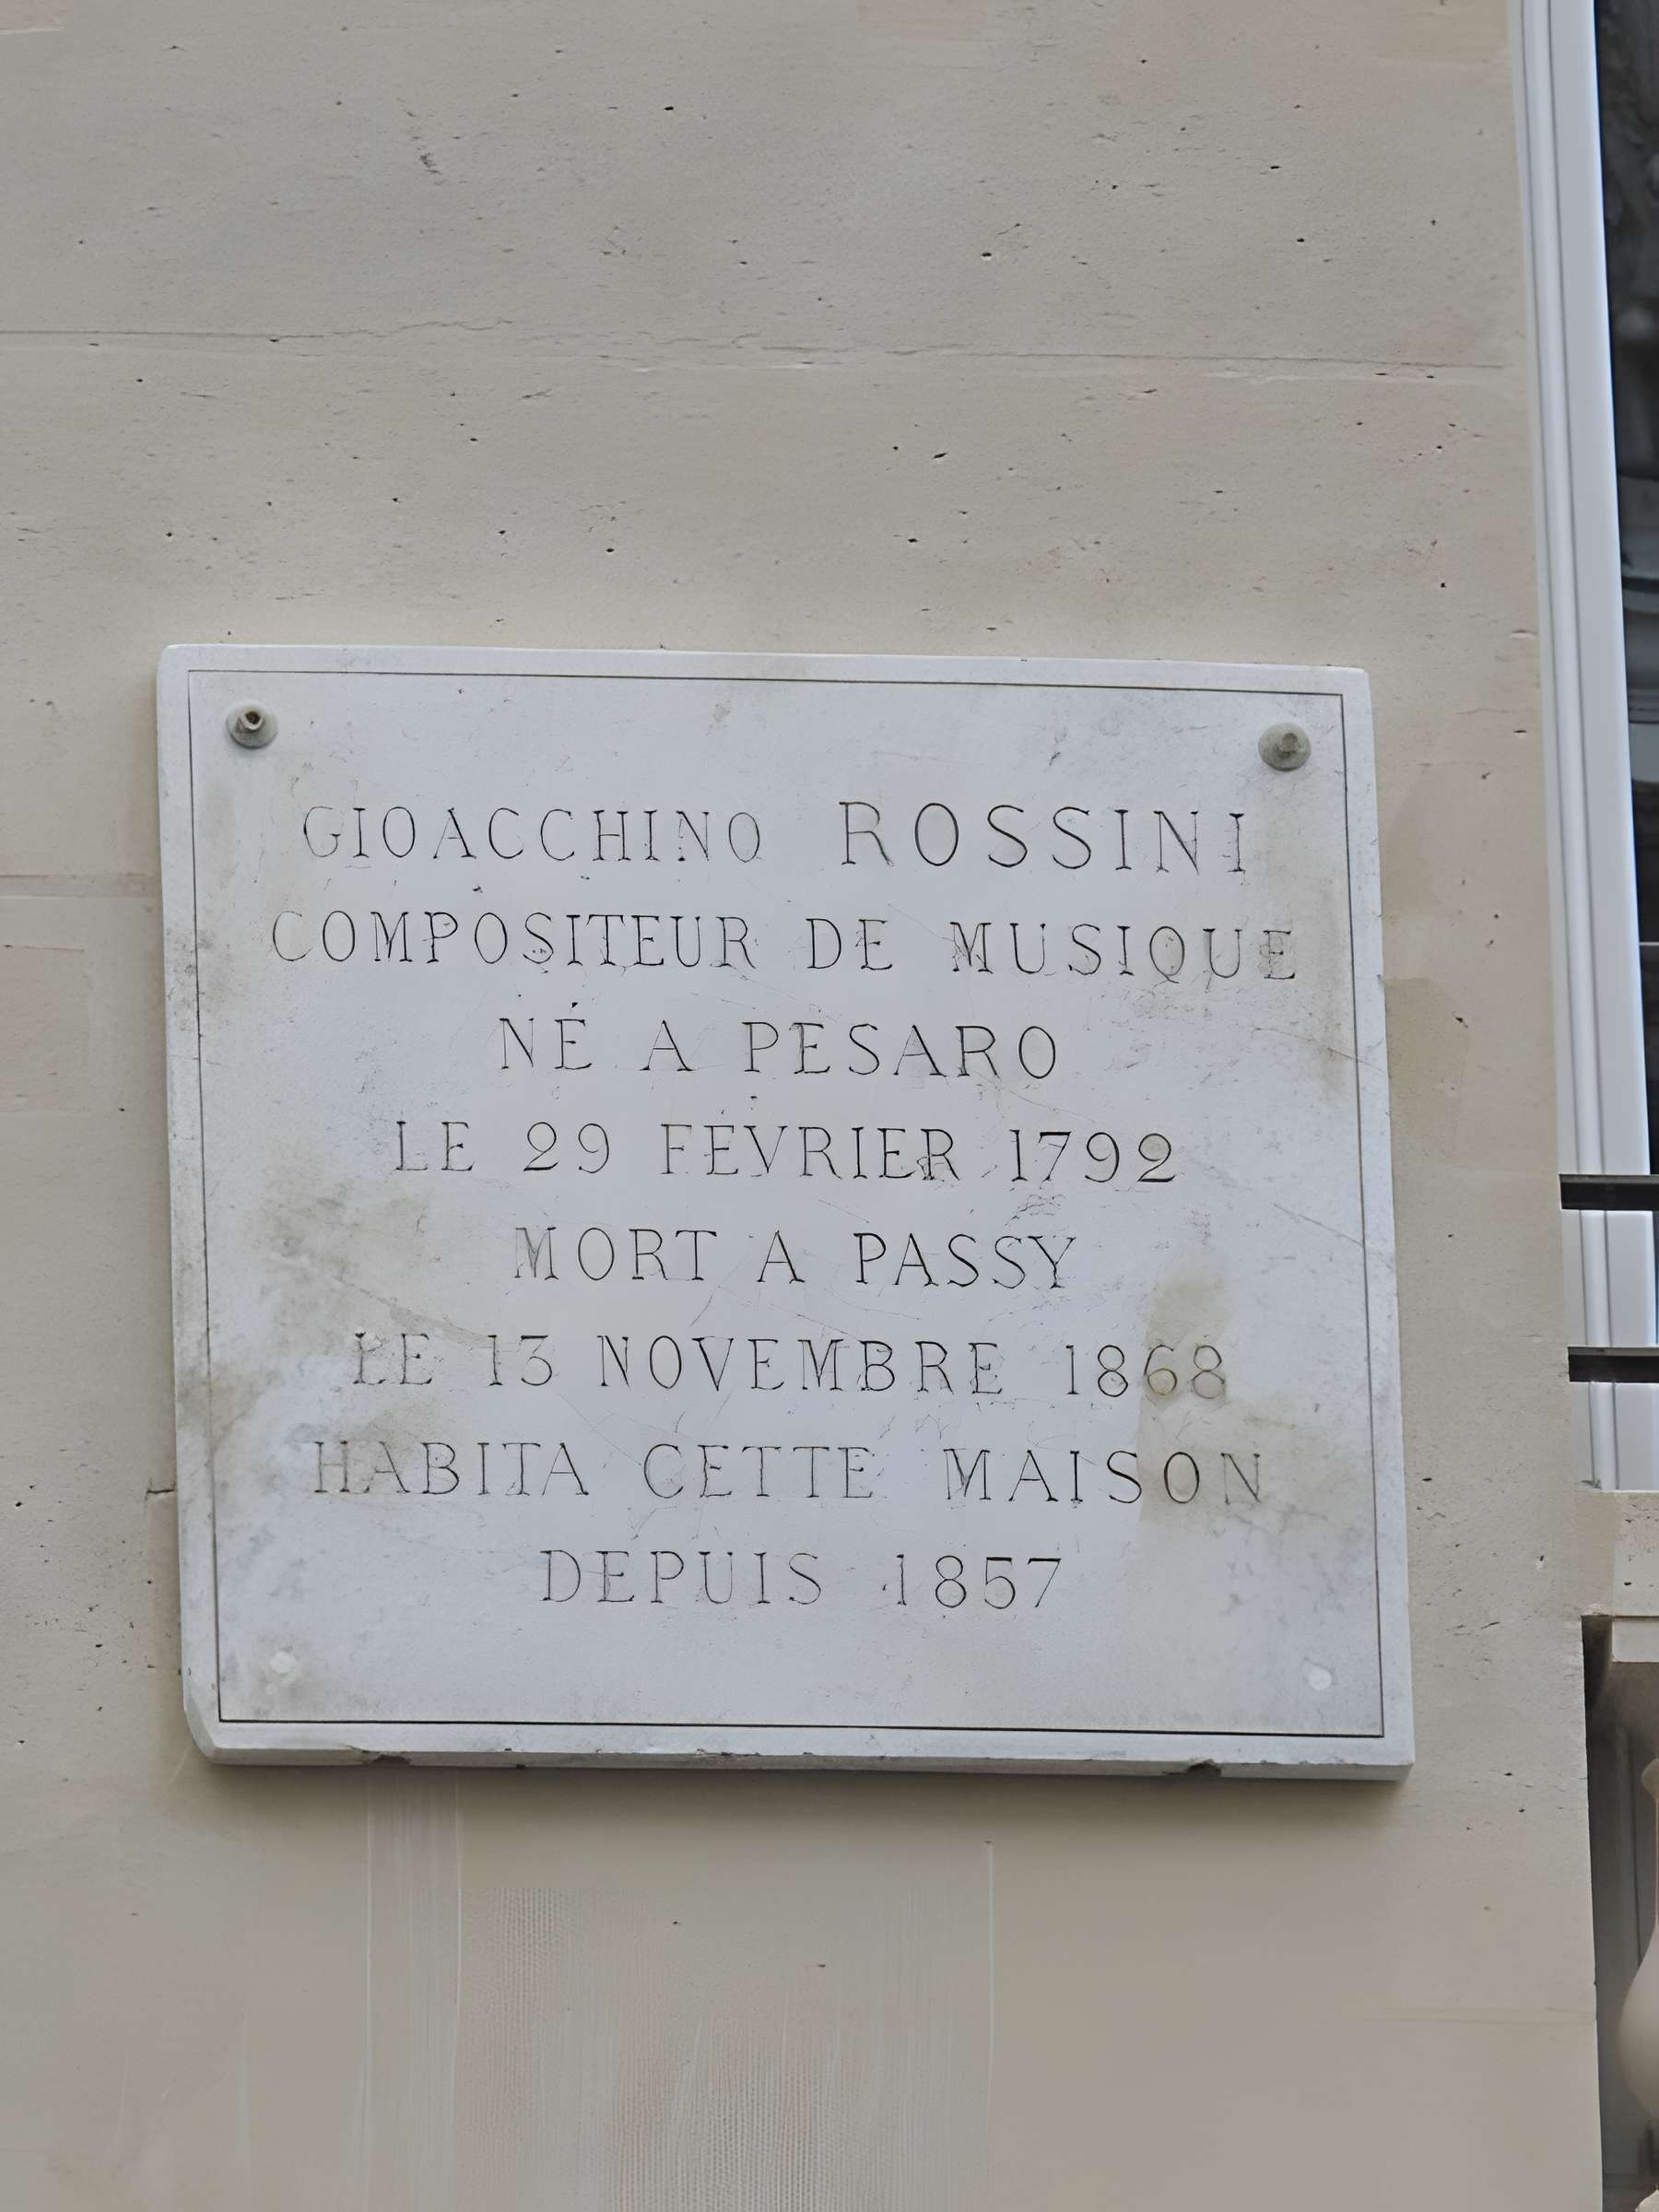 GIOACCHINO ROSSINI
COMPOSITEUR DE MUSIQUE
NÉ A PESARO
LE 29 FÉVRIER 1792
MORT A PASSY
LE 13 NOVEMBRE 1868
HABITA CETTE MAISON
DEPUIS 1857